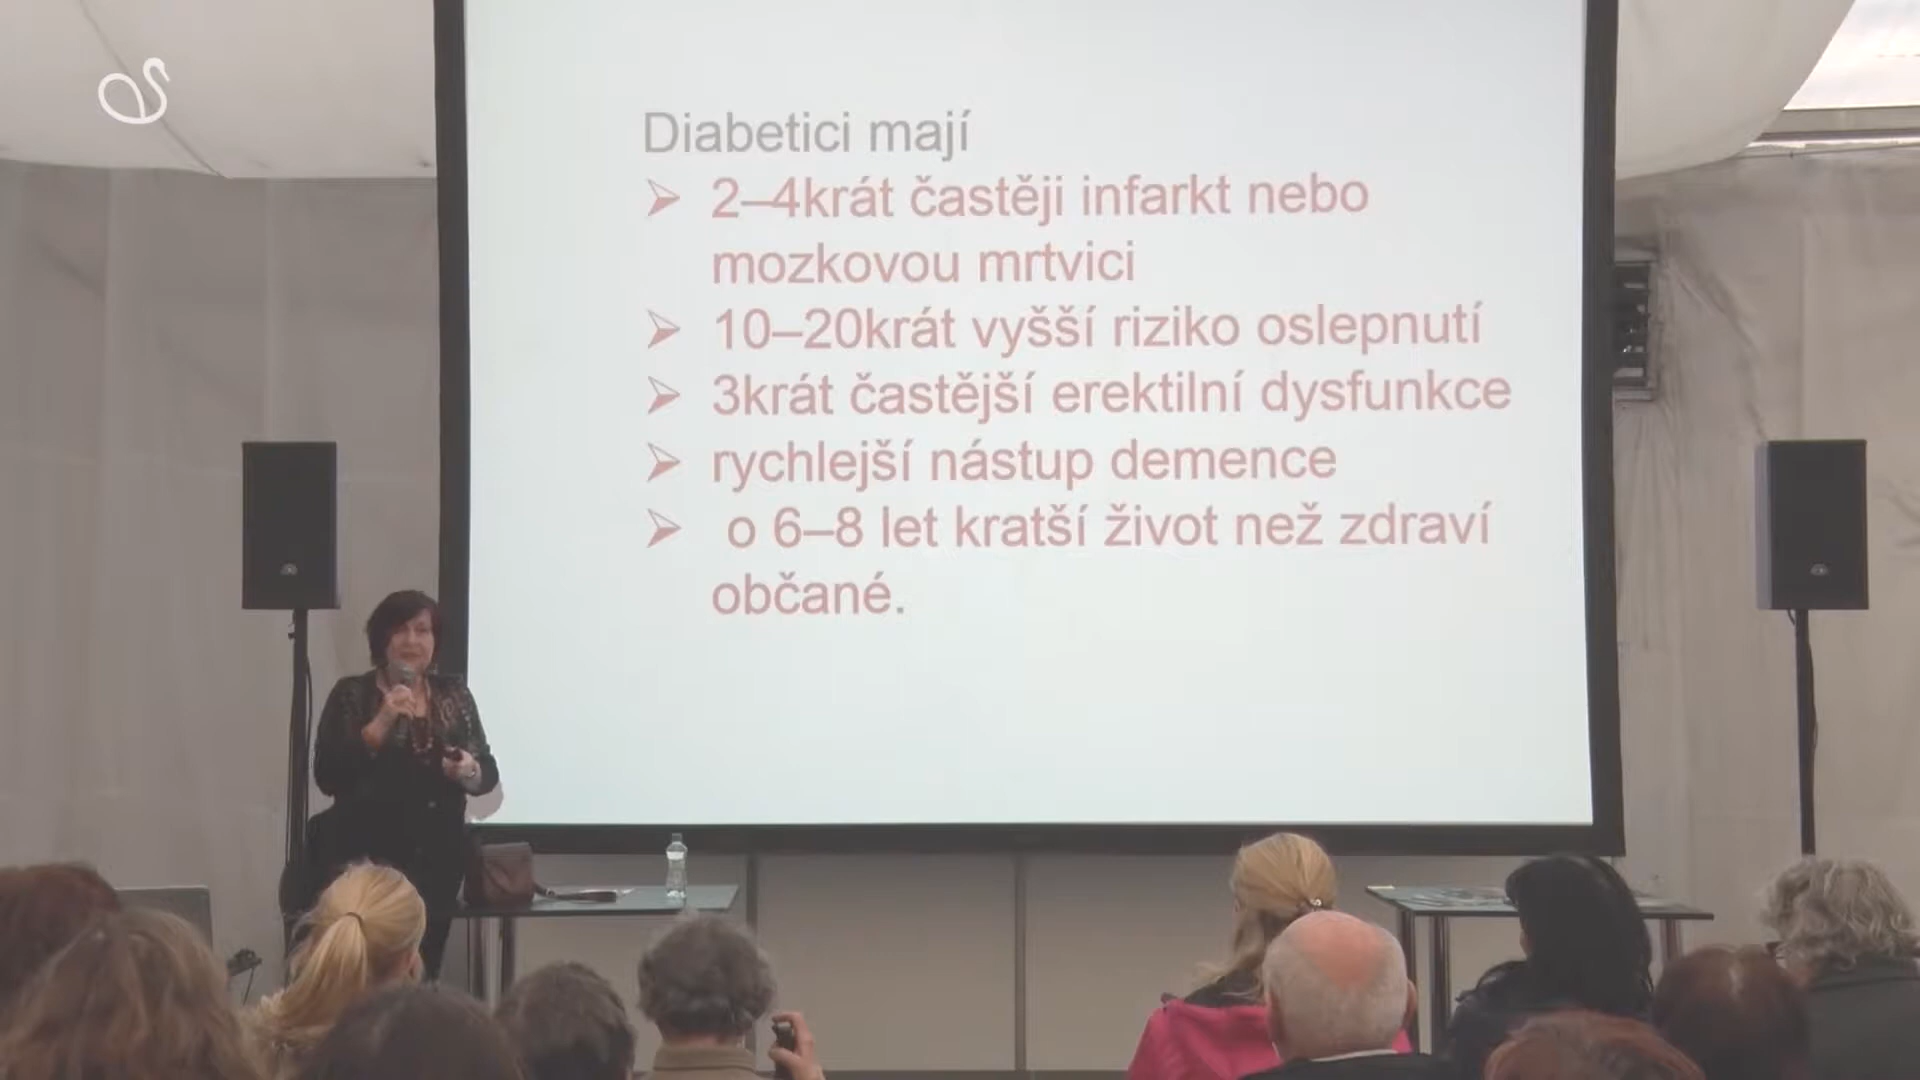 Diabetici mají
➢ 2–4krát častěji infarkt nebo
mozkovou mrtvici
➢ 10–20krát vyšší riziko oslepnutí
➢ 3krát častější erektilní dysfunkce
➢ rychlejší nástup demence
➢ o 6–8 let kratší život než zdraví
občané.